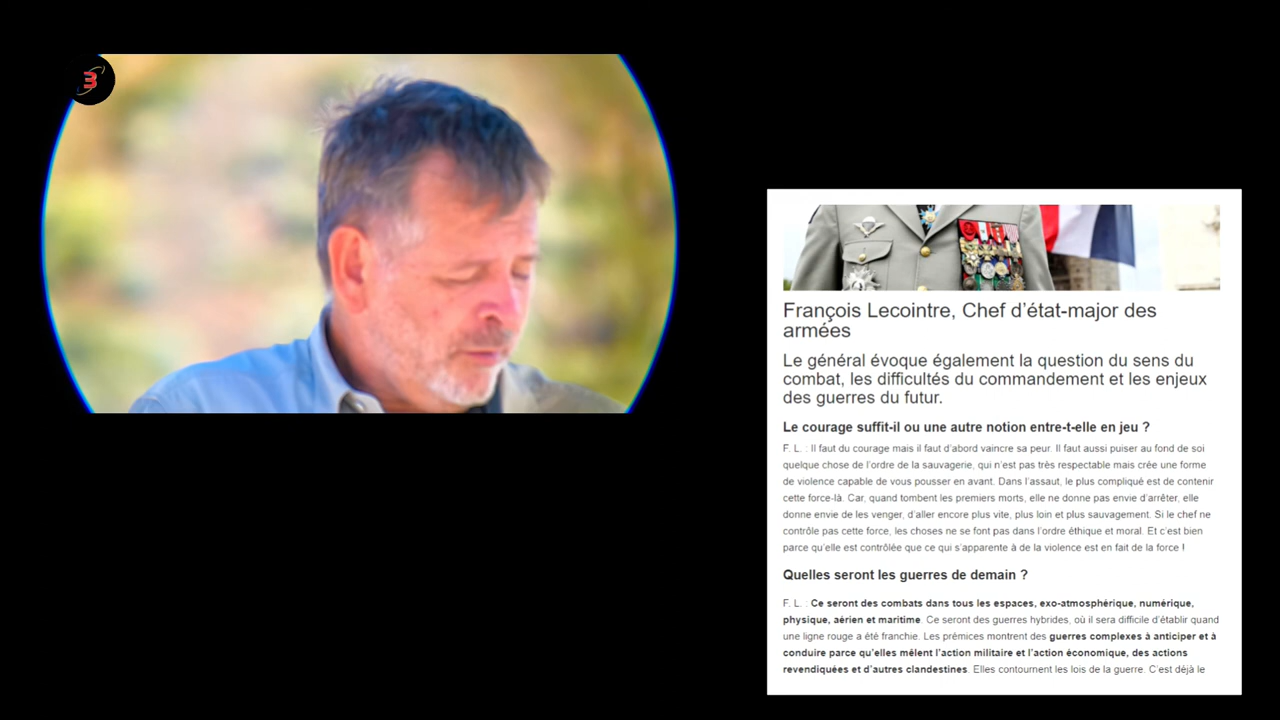 3
François Lecointre, Chef d’état-major des
armées
Le général évoque également la question du sens du
combat, les difficultés du commandement et les enjeux
des guerres du futur.
Le courage suffit-il ou une autre notion entre-t-elle en jeu ?
F. L. : Il faut du courage mais il faut d’abord vaincre sa peur. Il faut aussi puiser au fond de soi
quelque chose de l’ordre de la sauvagerie, qui n’est pas très respectable mais crée une forme
de violence capable de vous pousser en avant. Dans l’assaut, le plus compliqué est de contenir
cette force-là. Car, quand tombent les premiers morts, elle ne donne pas envie d’arrêter, elle
donne envie de les venger, d’aller encore plus vite, plus loin et plus sauvagement. Si le chef ne
contrôle pas cette force, les choses ne se font pas dans l’ordre éthique et moral. Et c’est bien
parce qu’elle est contrôlée que ce qui s’apparente à de la violence est en fait de la force !
Quelles seront les guerres de demain ?
F. L. : Ce seront des combats dans tous les espaces, exo-atmosphérique, numérique,
physique, aérien et maritime. Ce seront des guerres hybrides, où il sera difficile d’établir quand
une ligne rouge a été franchie. Les prémices montrent des guerres complexes à anticiper et à
conduire parce qu’elles mêlent l’action militaire et l’action économique, des actions
revendiquées et d’autres clandestines. Elles contournent les lois de la guerre. C’est déjà le